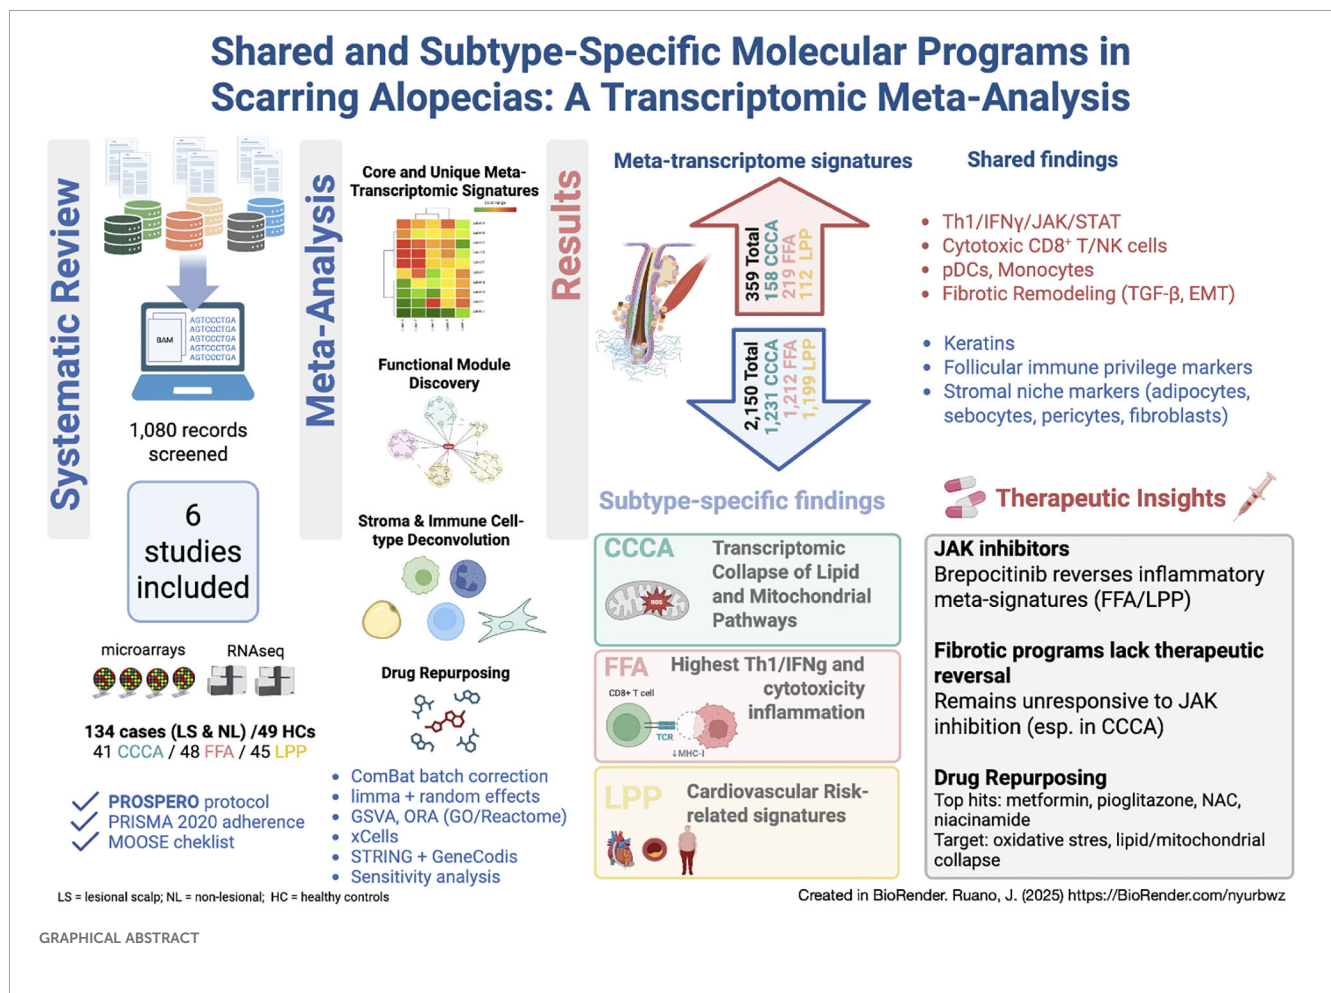 Shared and Subtype-Specific Molecular Programs in
Scarring Alopecias: A Transcriptomic Meta-Analysis
Systematic Review
BAM
AGTCCCTGA
AGTCCCTGA
AGTCCCTGA
AGTCCCTGA
AGTCCCTGA
1,080 records
screened
6
studies
included
microarrays
RNAseq
134 cases (LS & NL) /49 HCs
41 CCCA / 48 FFA / 45 LPP
PROSPERO protocol
PRISMA 2020 adherence
MOOSE cheklist
LS = lesional scalp; NL = non-lesional; HC = healthy controls
Meta-Analysis
Core and Unique Meta-
Transcriptomic Signatures
Functional Module
Discovery
Stroma & Immune Cell-
type Deconvolution
Drug Repurposing
ComBat batch correction
limma + random effects
GSVA, ORA (GO/Reactome)
xCells
STRING + GeneCodis
Sensitivity analysis
Results
Meta-transcriptome signatures
359 Total
158 CCCA
219 FFA
112 LPP
2,150 Total
1,231 CCCA
1,212 FFA
1,199 LPP
Shared findings
Th1/IFNγ/JAK/STAT
Cytotoxic CD8⁺ T/NK cells
pDCs, Monocytes
Fibrotic Remodeling (TGF-β, EMT)
Keratins
Follicular immune privilege markers
Stromal niche markers (adipocytes,
sebocytes, pericytes, fibroblasts)
Subtype-specific findings
CCCA
Transcriptomic
Collapse of Lipid
and Mitochondrial
Pathways
ROS
FFA
Highest Th1/IFNg and
cytotoxicity
inflammation
CD8+ T cell
TCR
↓MHC-I
LPP
Cardiovascular Risk-
related signatures
Therapeutic Insights
JAK inhibitors
Brepocitinib reverses inflammatory
meta-signatures (FFA/LPP)
Fibrotic programs lack therapeutic
reversal
Remains unresponsive to JAK
inhibition (esp. in CCCA)
Drug Repurposing
Top hits: metformin, pioglitazone, NAC,
niacinamide
Target: oxidative stres, lipid/mitochondrial
collapse
Created in BioRender. Ruano, J. (2025) https://BioRender.com/nyurbwz
GRAPHICAL ABSTRACT